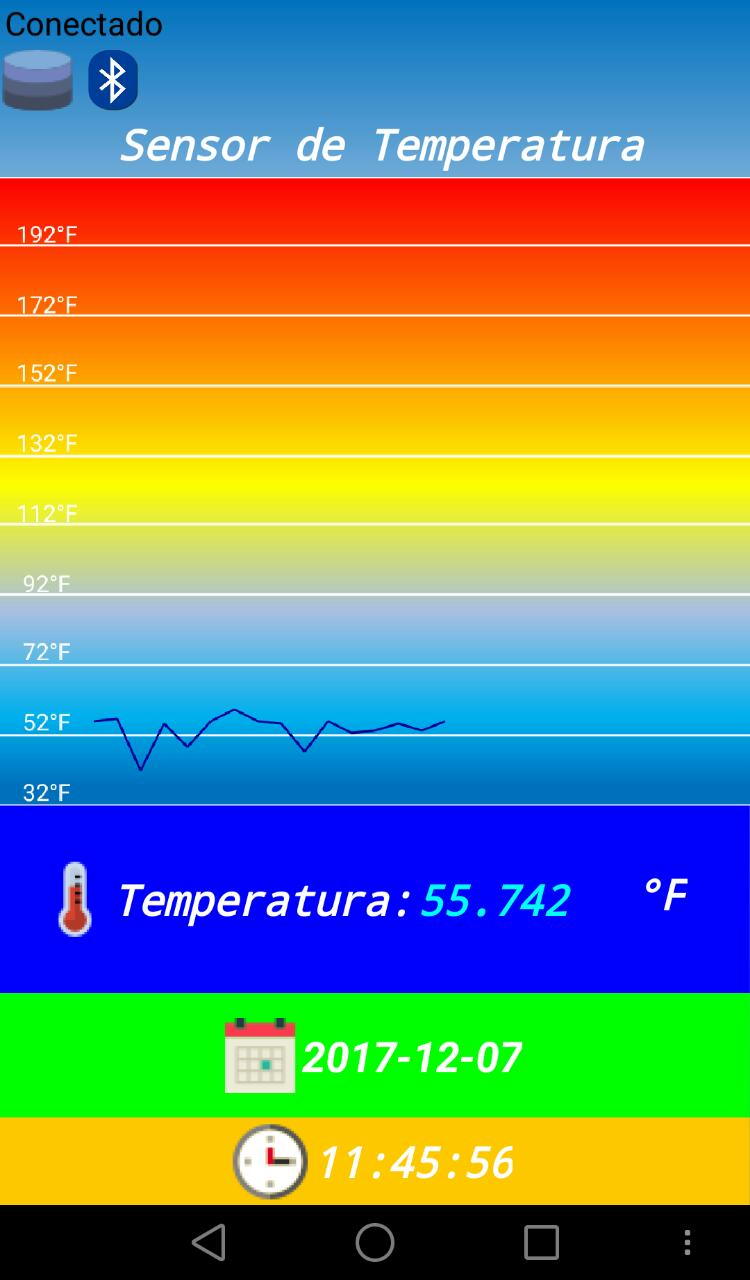 Conectado
Sensor de Temperatura
192°F
172°F
152°F
132°F
112°F
92°F
72°F
52°F
32°F
Temperatura: 55.742 °F
2017-12-07
11:45:56